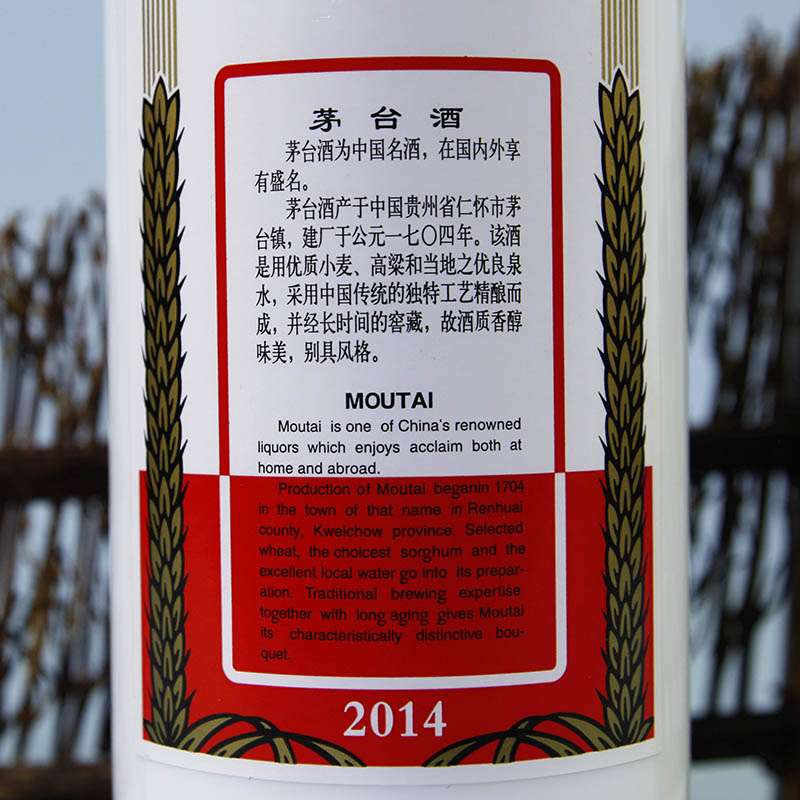 茅台酒
茅台酒为中国名酒，在国内外享
有盛名。
茅台酒产于中国贵州省仁怀市茅
台镇，建厂于公元一七〇四年。该酒
是用优质小麦、高粱和当地之优良泉
水，采用中国传统的独特工艺精酿而
成，并经长时间的窖藏，故酒质香醇
味美，别具风格。
MOUTAI
Moutai is one of China's renowned
liquors which enjoys acclaim both at
home and abroad.
Production of Moutai beganin 1704
in the town of that name in Renhuai
county, Kweichow province. Selected
wheat, the choicest sorghum and the
excellent local water go into its prepar-
ation. Traditional brewing expertise
together with long aging gives Moutai
its characteristically distinctive bou-
quet.
2014